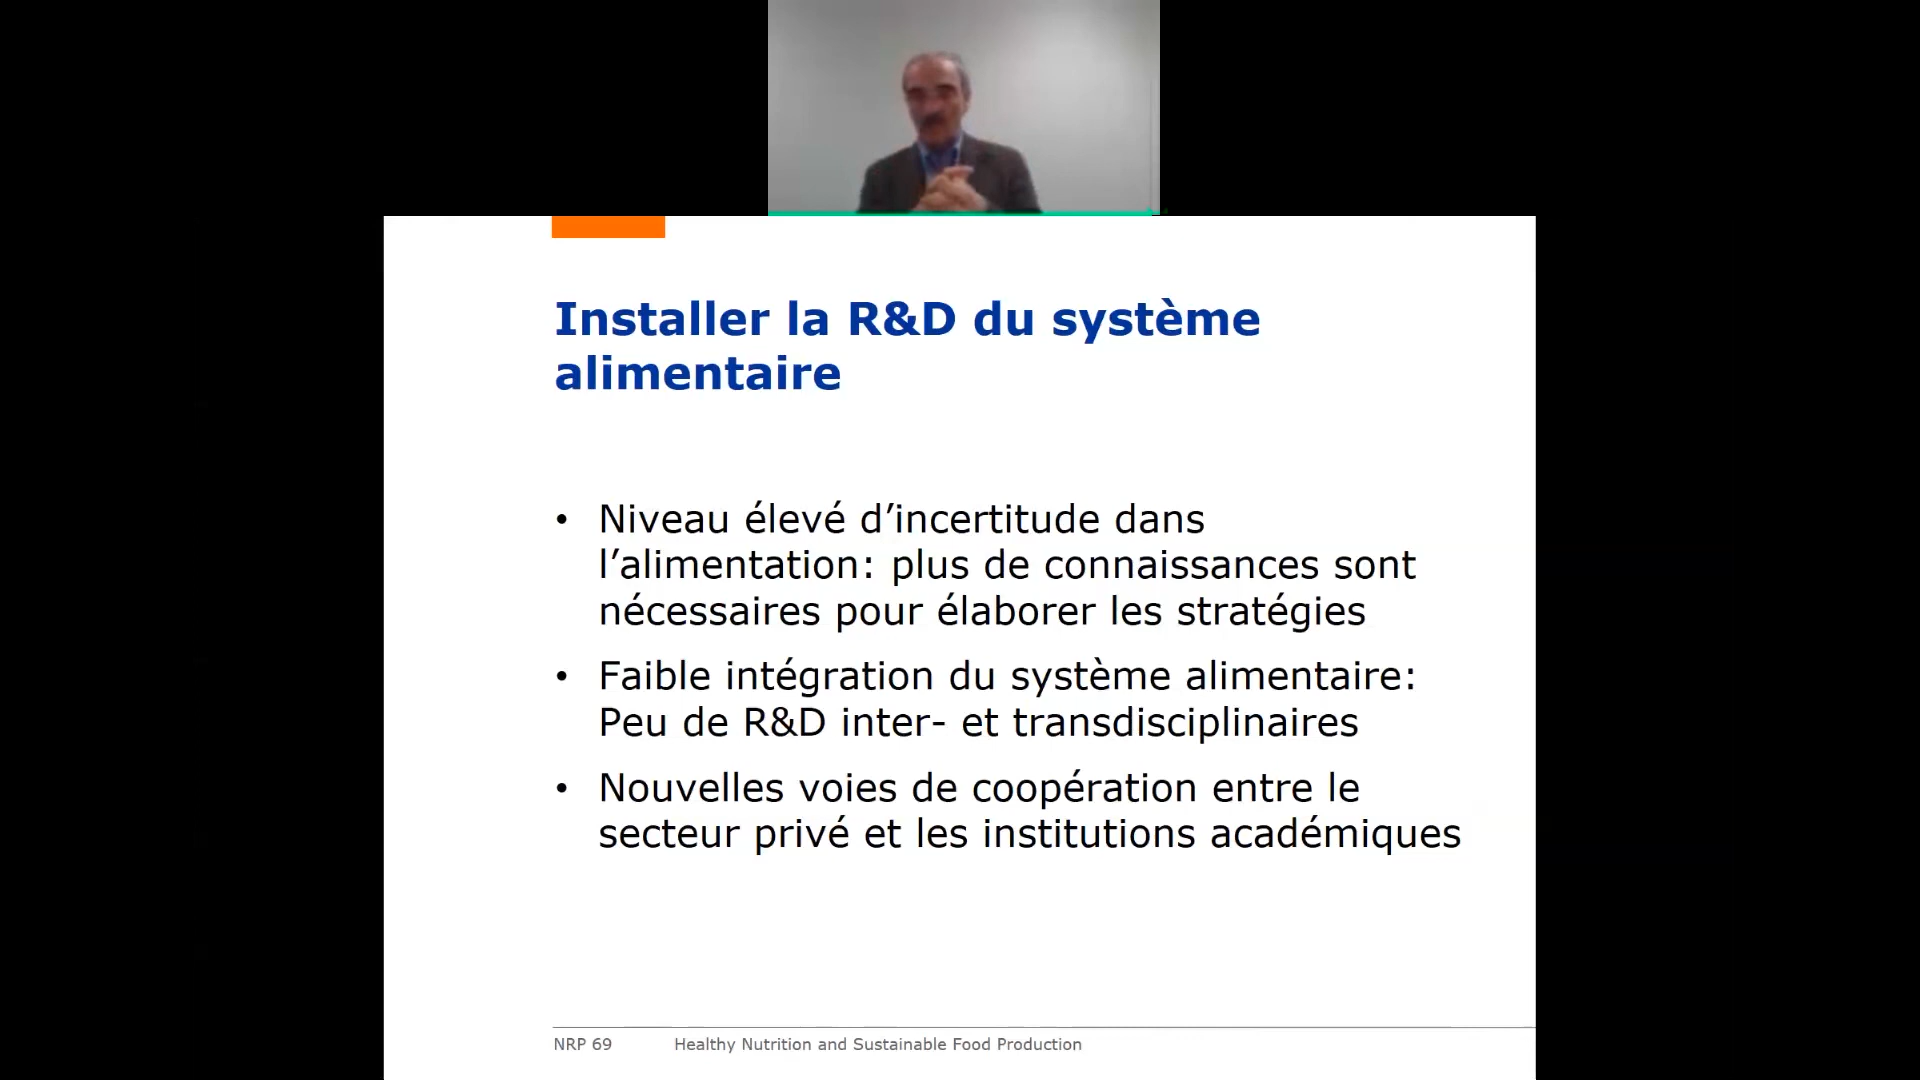 Installer la R&D du système
alimentaire
• Niveau élevé d’incertitude dans
l’alimentation: plus de connaissances sont
nécessaires pour élaborer les stratégies
• Faible intégration du système alimentaire:
Peu de R&D inter- et transdisciplinaires
• Nouvelles voies de coopération entre le
secteur privé et les institutions académiques
NRP 69 Healthy Nutrition and Sustainable Food Production